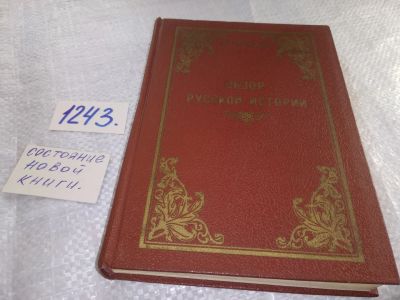 ОБЗОР
РУССКОЙ ИСТОРИИ
1243.
состояние
новой
книги.